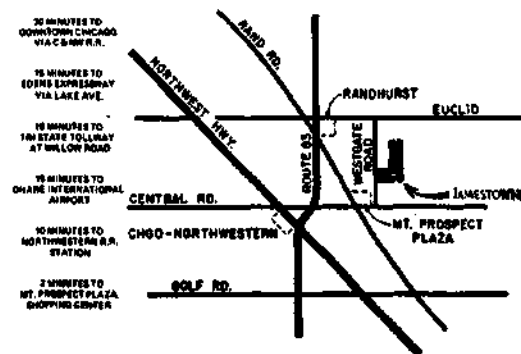 30 MINUTES TO
DOWNTOWN CHICAGO
VIA C&NW R.R.
15 MINUTES TO
EDENS EXPRESSWAY
VIA LAKE AVE.
10 MINUTES TO
TRI STATE TOLLWAY
AT WILLOW ROAD
15 MINUTES TO
OHARE INTERNATIONAL
AIRPORT
10 MINUTES TO
NORTHWESTERN R.R.
STATION
2 MINUTES TO
MT. PROSPECT PLAZA
SHOPPING CENTER
RAND RD.
NORTHWEST HWY.
RANDHURST
EUCLID
ROUTE 83
WESTGATE
ROAD
JAMESTOWNE
CENTRAL RD.
MT. PROSPECT
PLAZA
CHGO-NORTHWESTERN
GOLF RD.